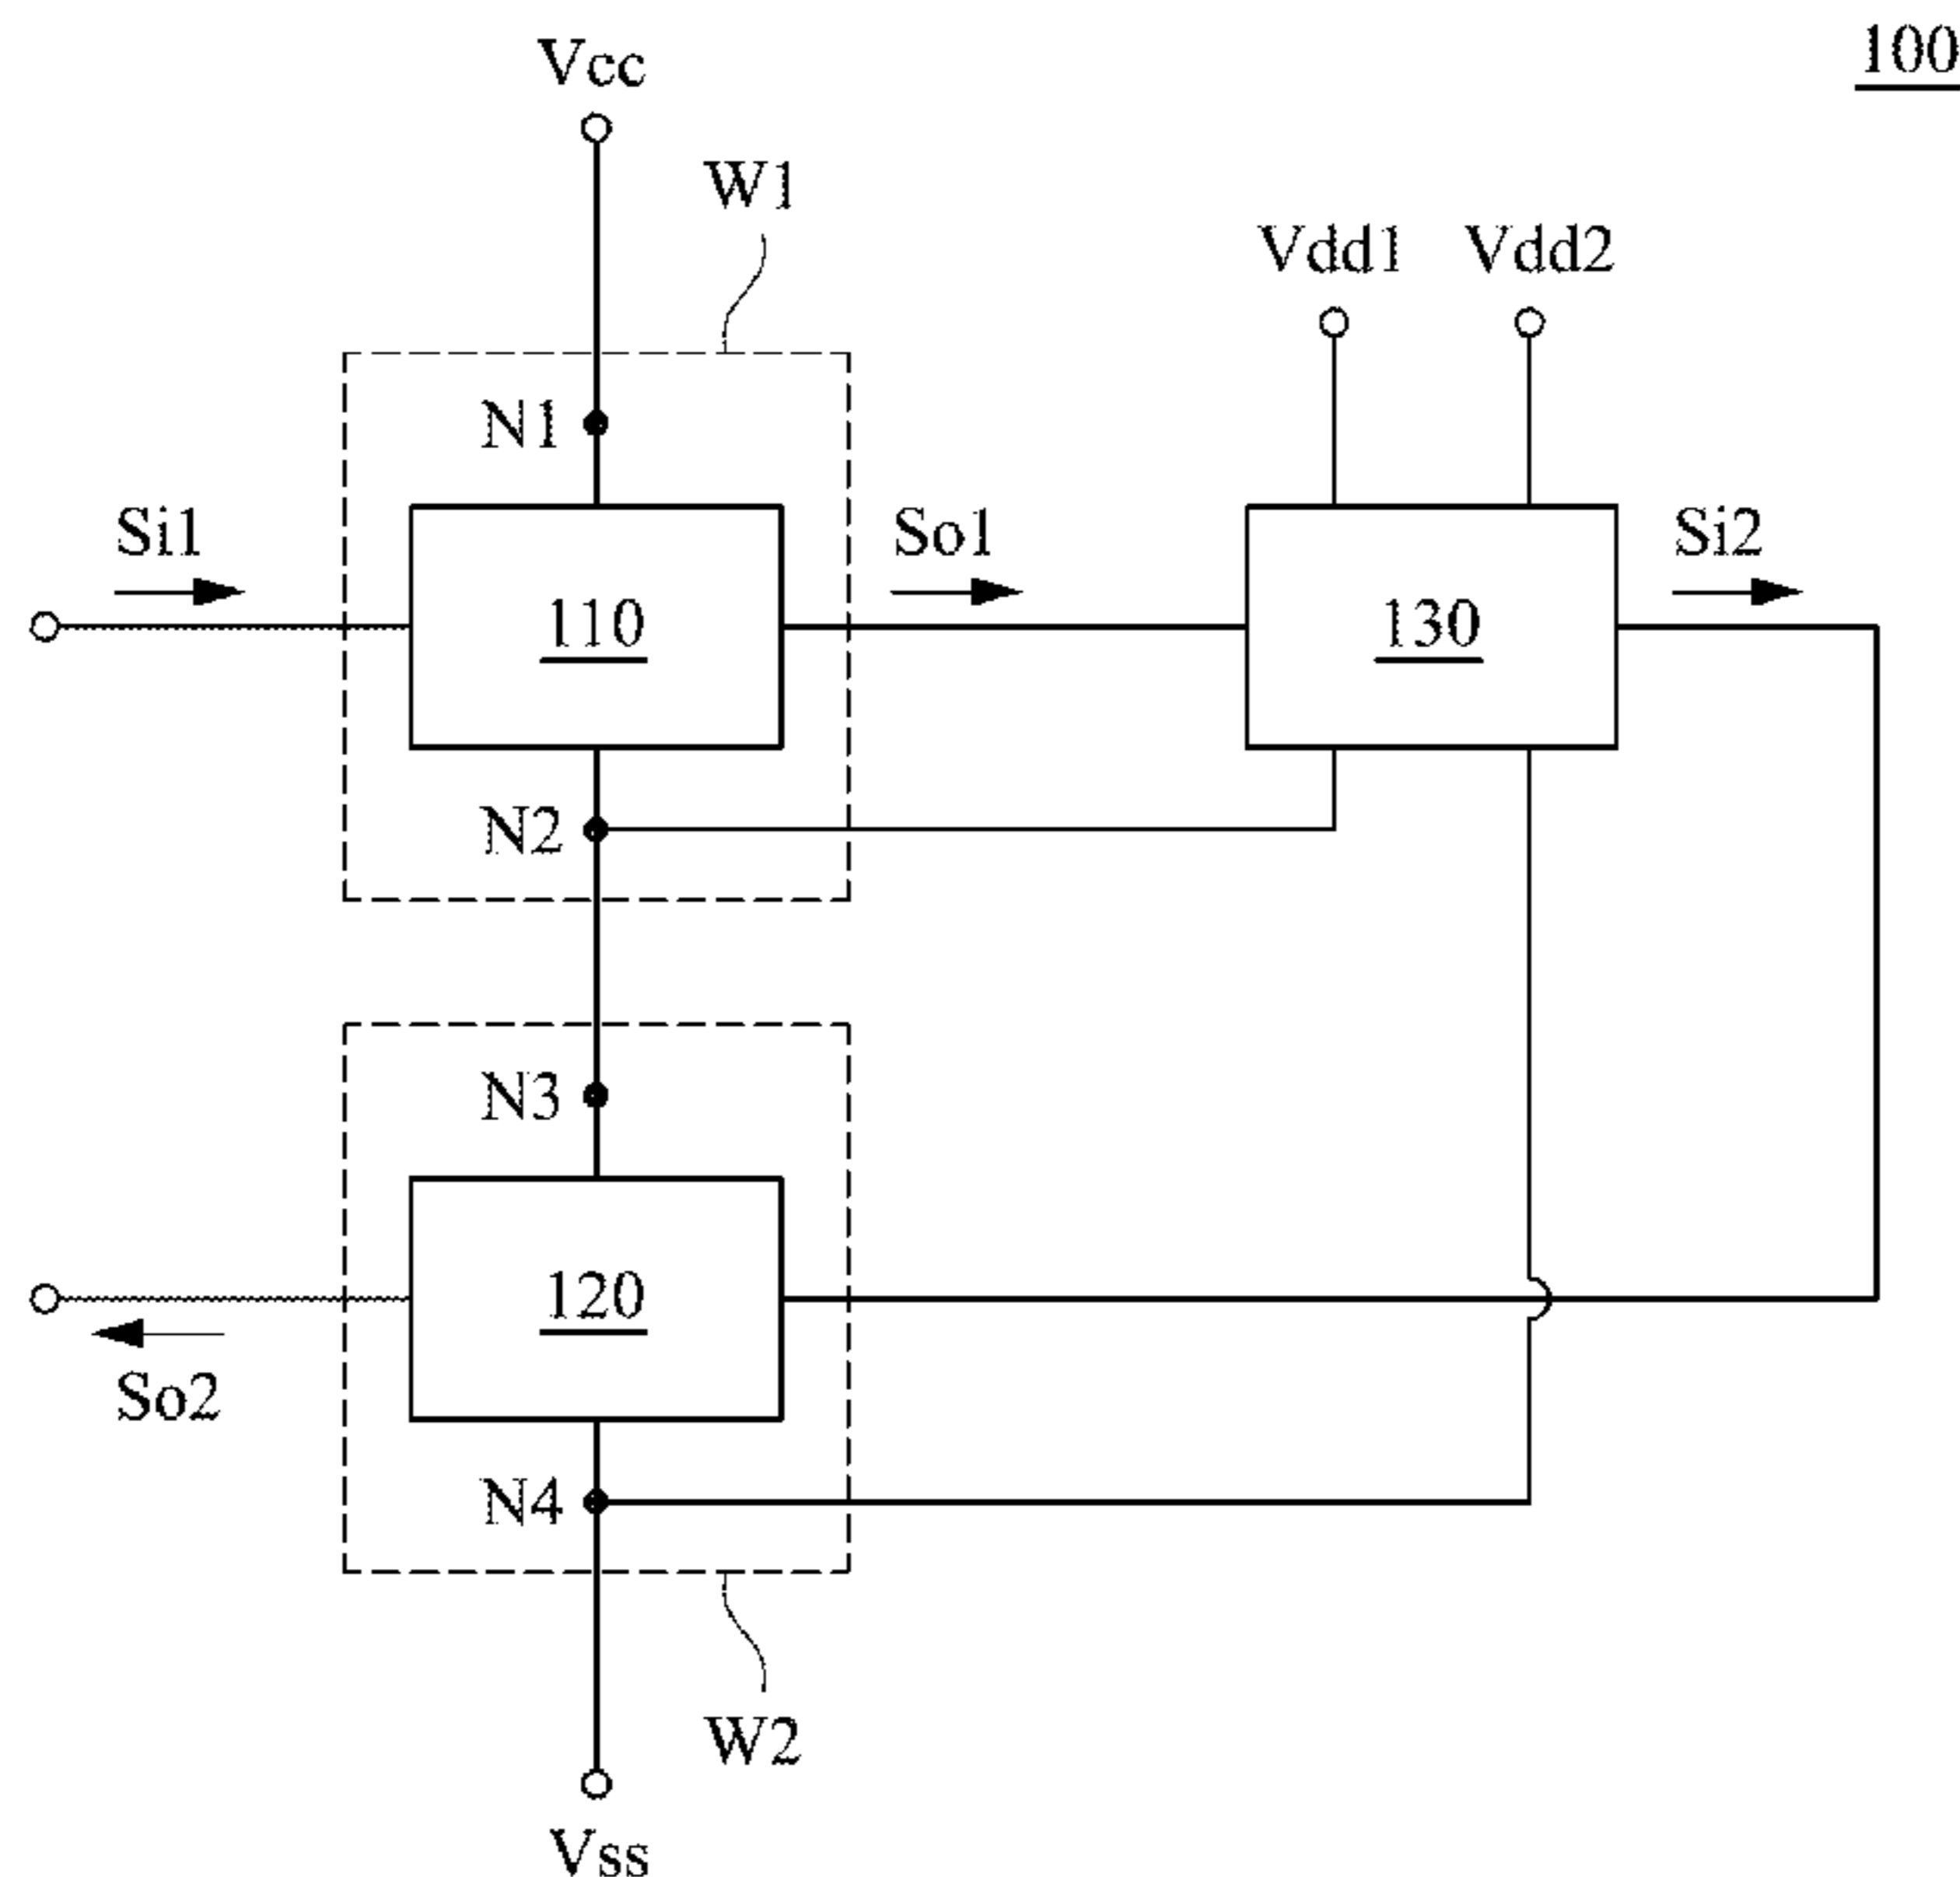 100
Vcc
W1
Vdd1 Vdd2
N1
Si1 So1 Si2
110 130
N2
N3
120
So2
N4
W2
Vss